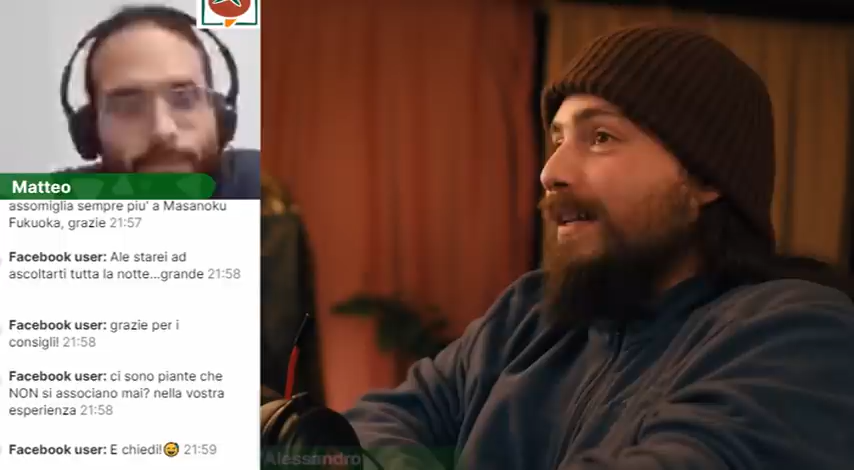 Matteo
assomiglia sempre piu' a Masanoku
Fukuoka, grazie 21:57
Facebook user: Ale starei ad
ascoltarti tutta la notte...grande 21:58
Facebook user: grazie per i
consigli! 21:58
Facebook user: ci sono piante che
NON si associano mai? nella vostra
esperienza 21:58
Facebook user: E chiedi!😅 21:59
Alessandro